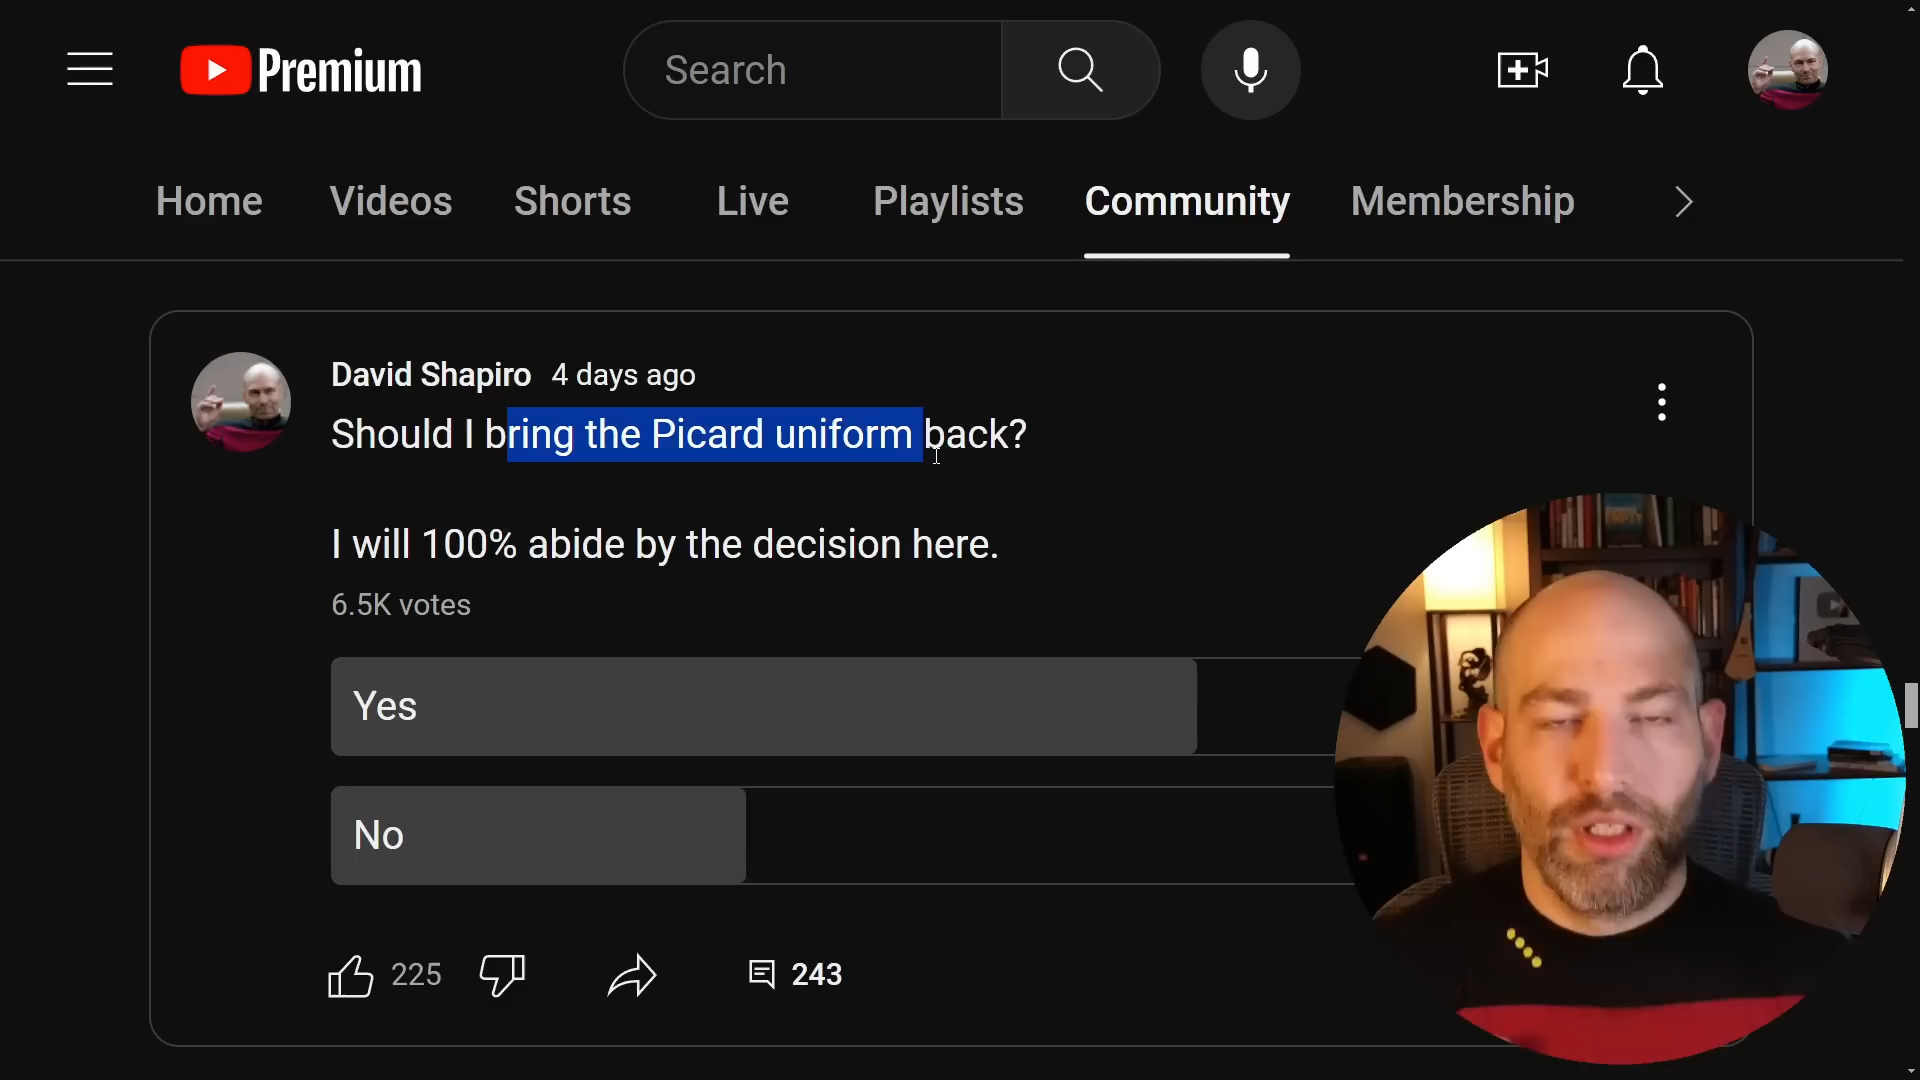 Premium
Search
Home Videos Shorts Live Playlists Community Membership
David Shapiro 4 days ago
Should I bring the Picard uniform back?
I will 100% abide by the decision here.
6.5K votes
Yes
No
225 243